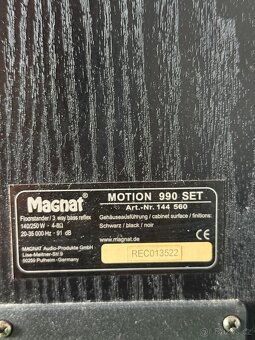 Magnat®
Floorstander / 3 way bass reflex
140/250 W - 4-8Ω
20-35 000 Hz - 91 dB
MAGNAT Audio-Produkte GmbH
Lise-Meitner-Str.9
50259 Pulheim - Germany
MOTION 990 SET
Art.-Nr. 144 560
Gehäuseausführung / cabinet surface / finitions:
Schwarz / black / noir
www.magnat.de
REC013522